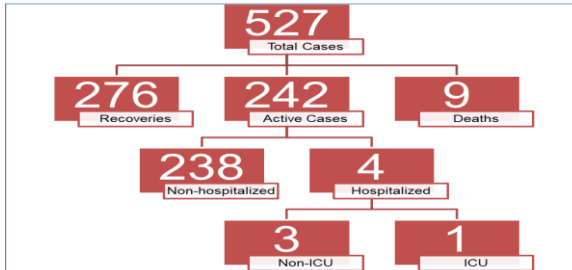 527
Total Cases
276
Recoveries
242
Active Cases
9
Deaths
238
Non-hospitalized
4
Hospitalized
3
Non-ICU
1
ICU